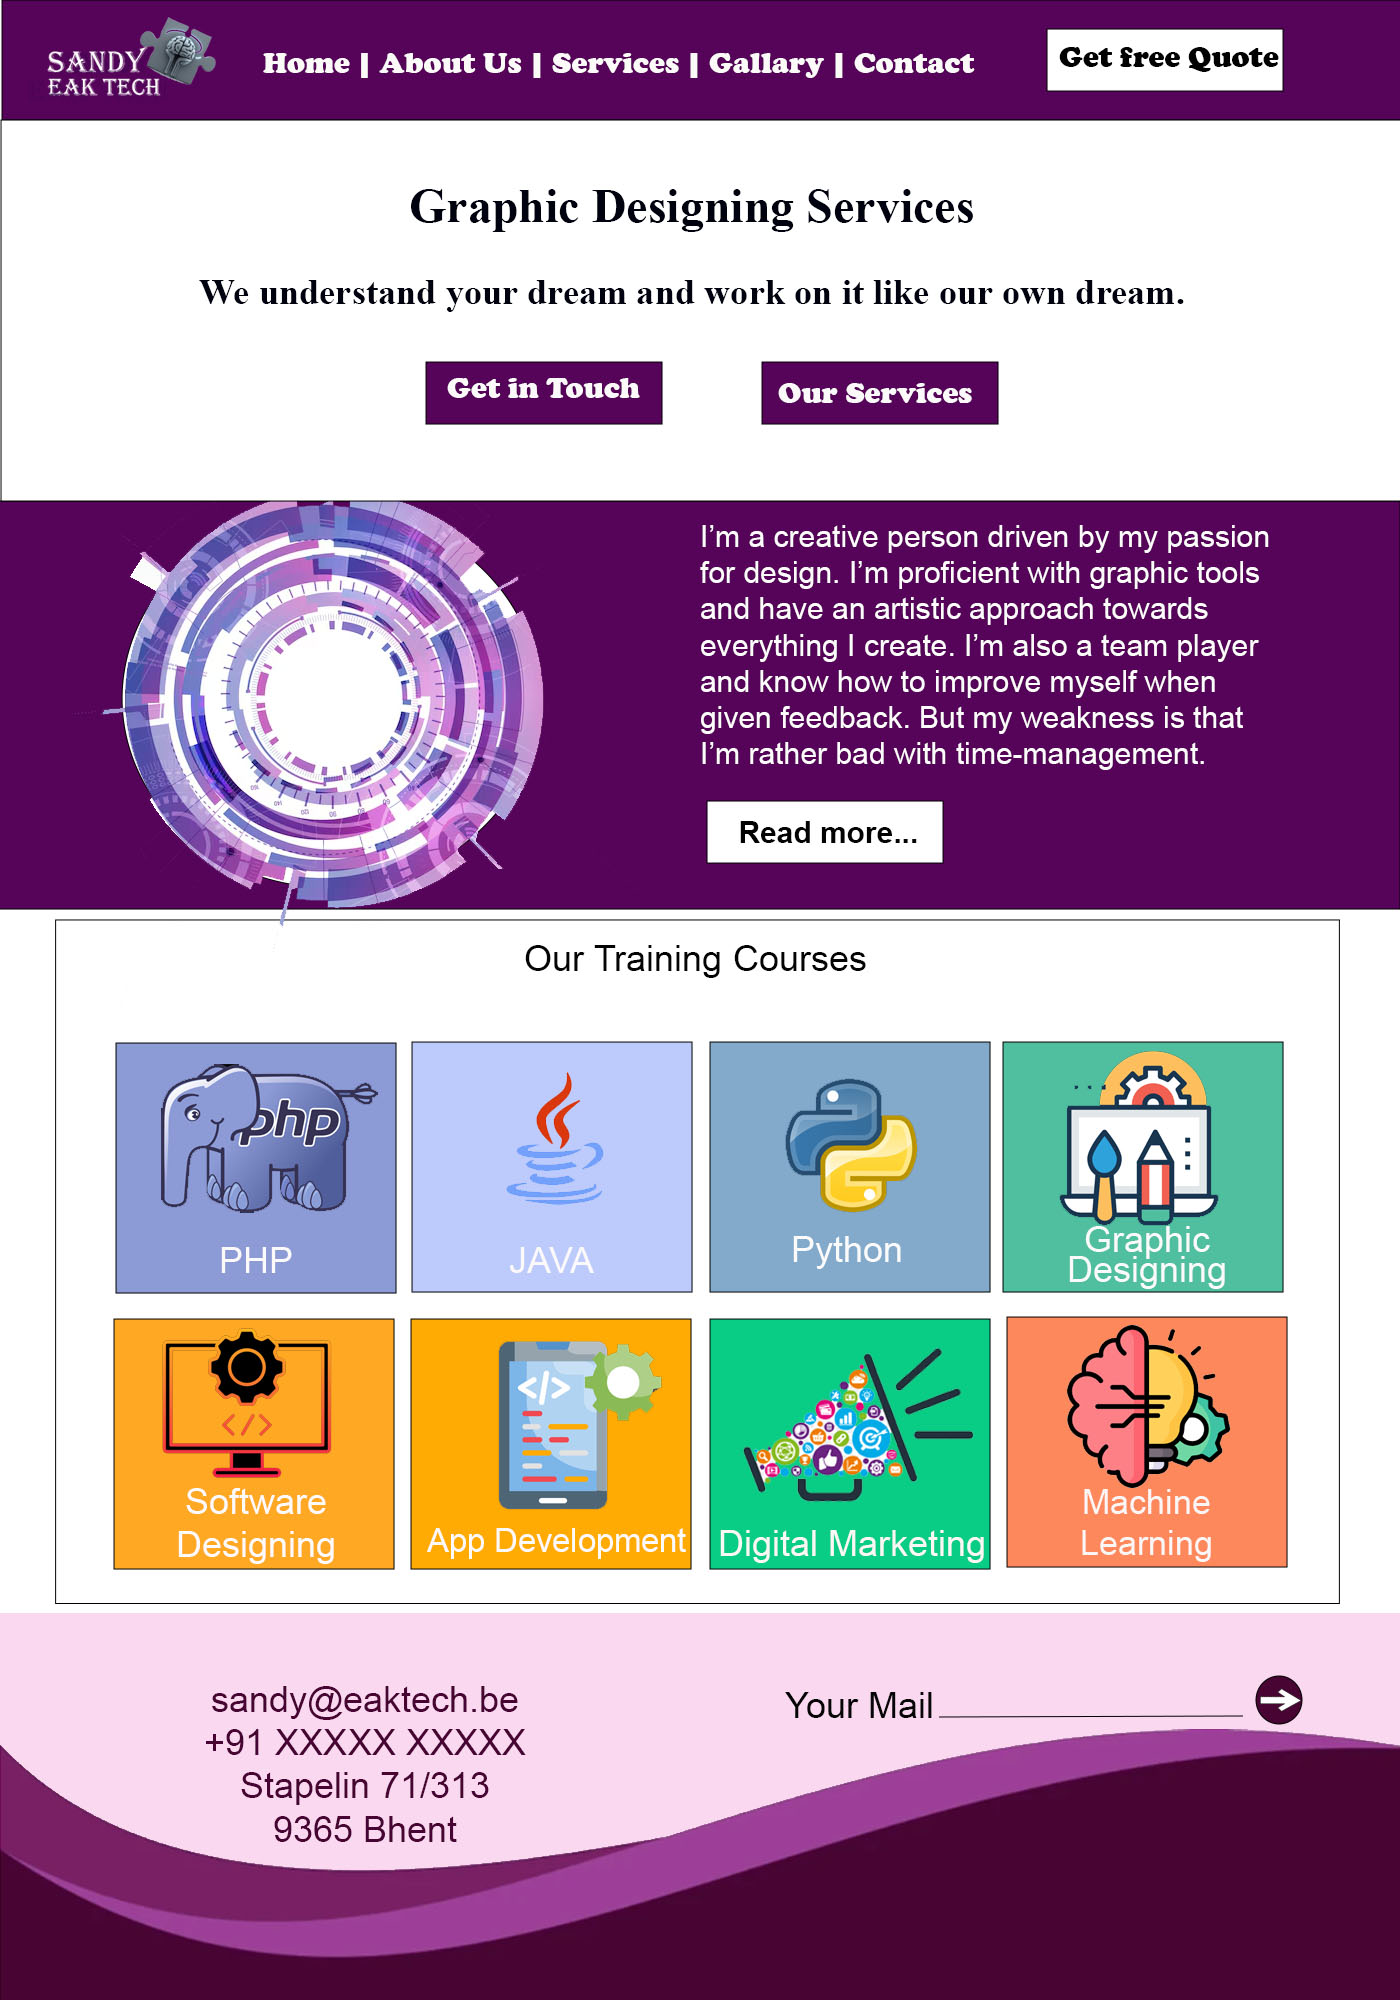 SANDY
EAK TECH
Home | About Us | Services | Gallary | Contact
Get free Quote
Graphic Designing Services
We understand your dream and work on it like our own dream.
Get in Touch
Our Services
I'm a creative person driven by my passion
for design. I'm proficient with graphic tools
and have an artistic approach towards
everything I create. I'm also a team player
and know how to improve myself when
given feedback. But my weakness is that
I'm rather bad with time-management.
Read more...
Our Training Courses
php
PHP
JAVA
Python
Graphic
Designing
</>
Software
Designing
</>
App Development
Digital Marketing
Machine
Learning
sandy@eaktech.be
+91 XXXXX XXXXX
Stapelin 71/313
9365 Bhent
Your Mail